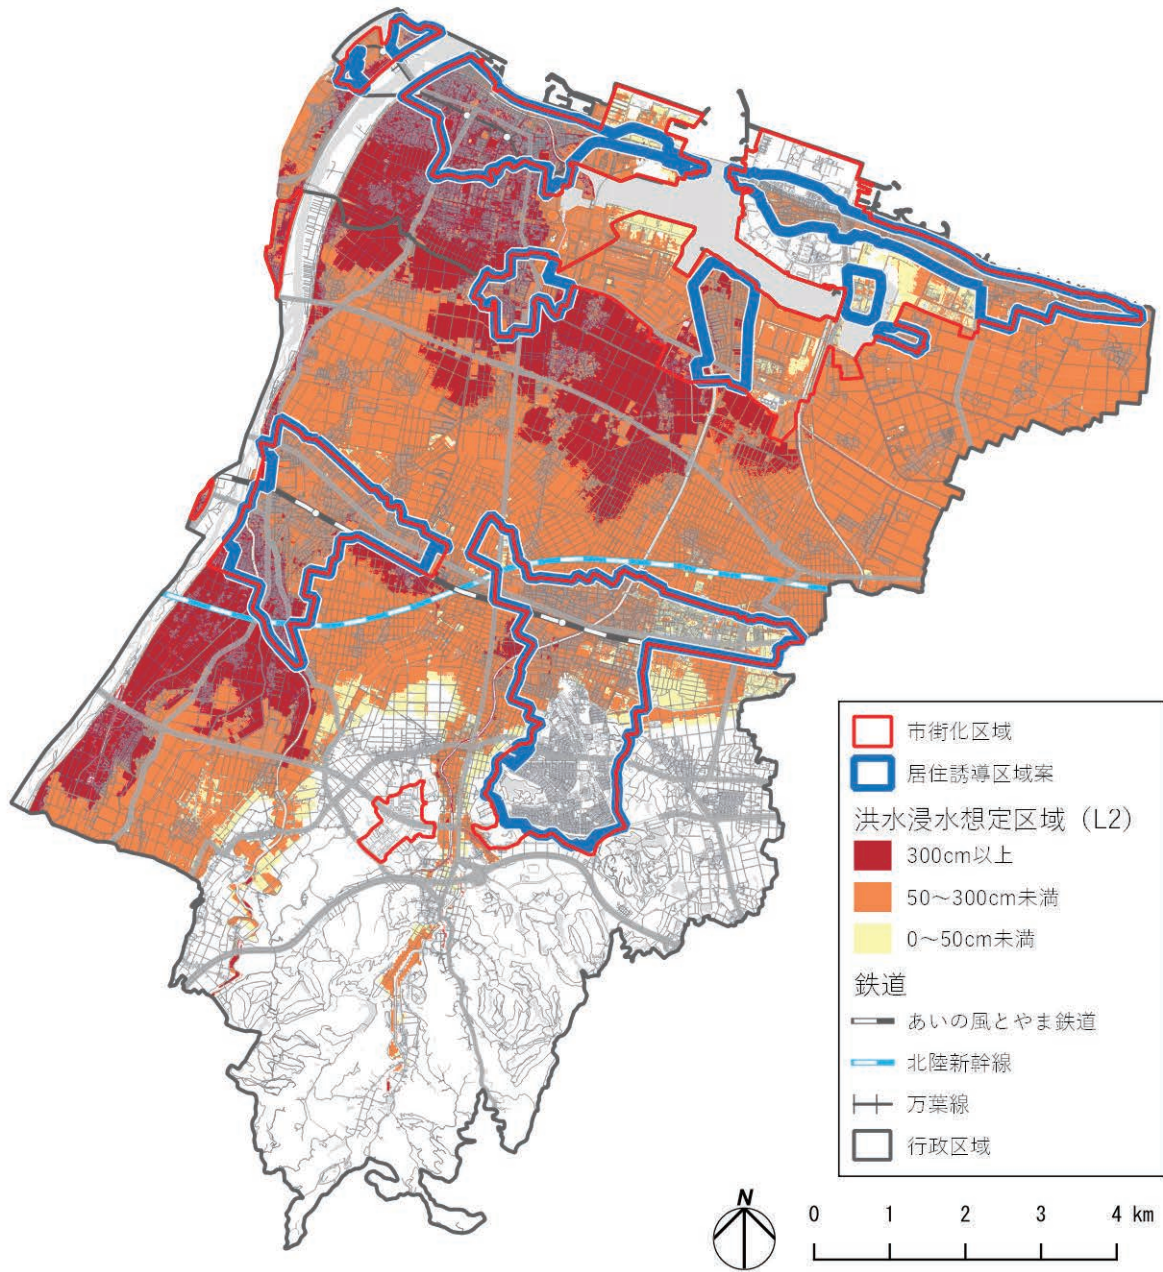 市街化区域
居住誘導区域案
洪水浸水想定区域（L2）
300cm以上
50～300cm未満
0～50cm未満
鉄道
あいの風とやま鉄道
北陸新幹線
万葉線
行政区域
N
0 1 2 3 4 km